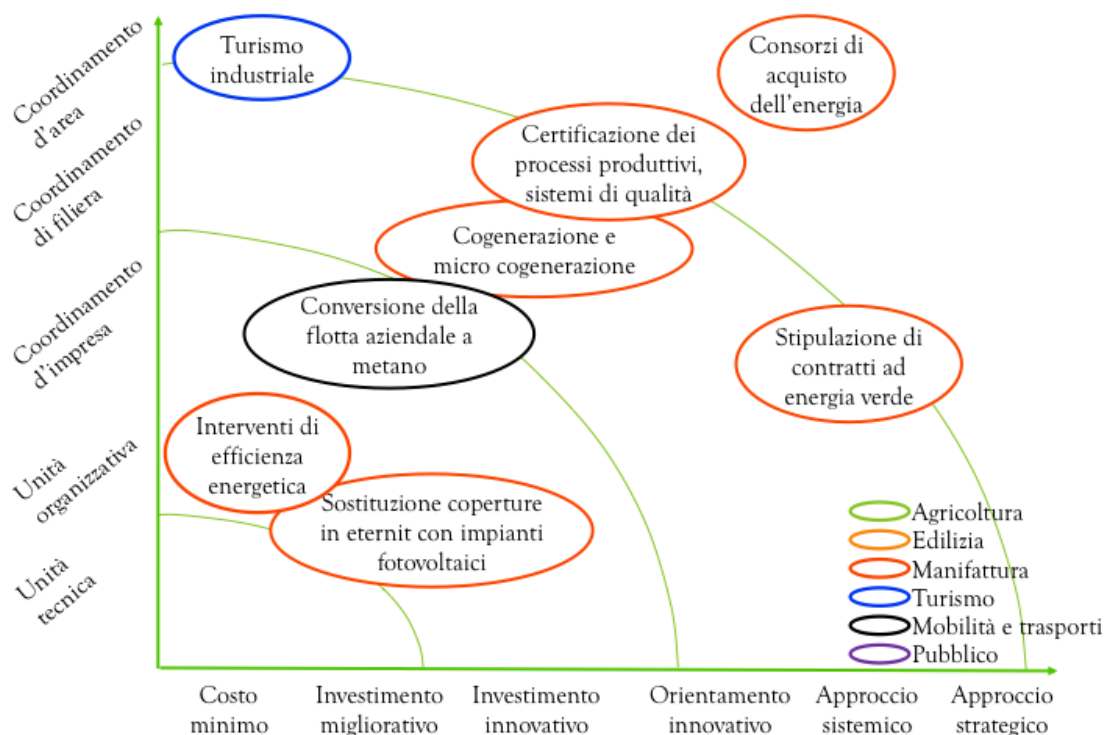 Coordinamento
d'area
Coordinamento
di filiera
Coordinamento
d'impresa
Unità
organizzativa
Unità
tecnica
Turismo
industriale
Consorzi di
acquisto
dell'energia
Certificazione dei
processi produttivi,
sistemi di qualità
Cogenerazione e
micro cogenerazione
Conversione della
flotta aziendale a
metano
Stipulazione di
contratti ad
energia verde
Interventi di
efficienza
energetica
Sostituzione coperture
in eternit con impianti
fotovoltaici
Agricoltura
Edilizia
Manifattura
Turismo
Mobilità e trasporti
Pubblico
Costo
minimo
Investimento
migliorativo
Investimento
innovativo
Orientamento
innovativo
Approccio
sistemico
Approccio
strategico